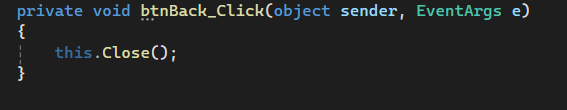 private void btnBack_Click(object sender, EventArgs e)
{
this.Close();
}